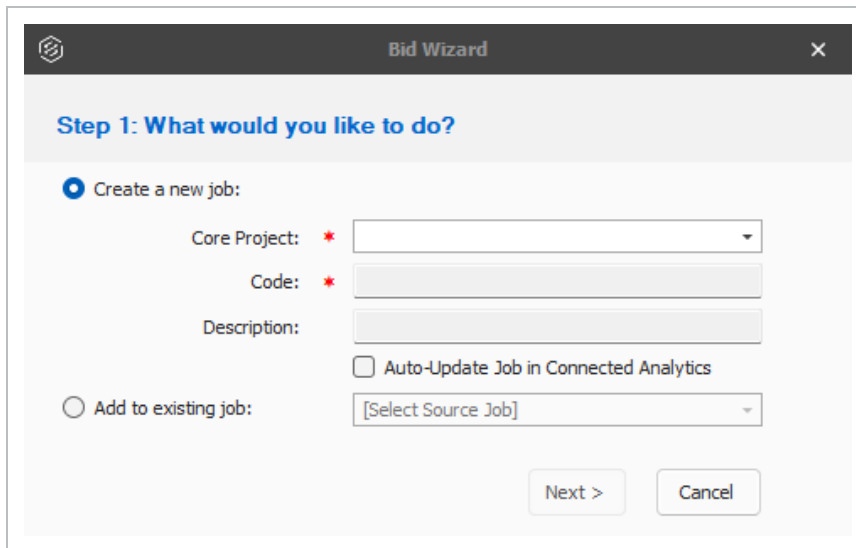 Bid Wizard
Step 1: What would you like to do?
Create a new job:
Core Project: *
Code: *
Description:
Auto-Update Job in Connected Analytics
Add to existing job: [Select Source Job]
Next > Cancel